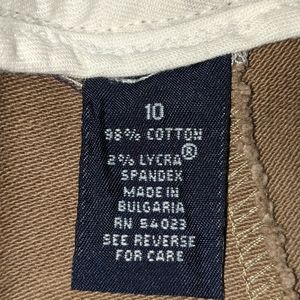 10
98% COTTON
2% LYCRA®
SPANDEX
MADE IN
BULGARIA
RN 54023
SEE REVERSE
FOR CARE